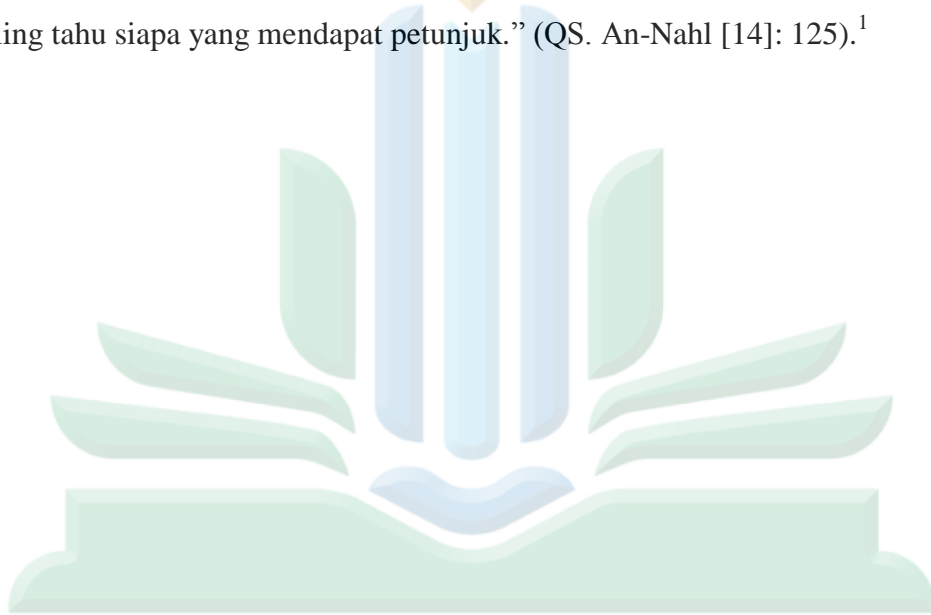 ing tahu siapa yang mendapat petunjuk.” (QS. An-Nahl [14]: 125).1